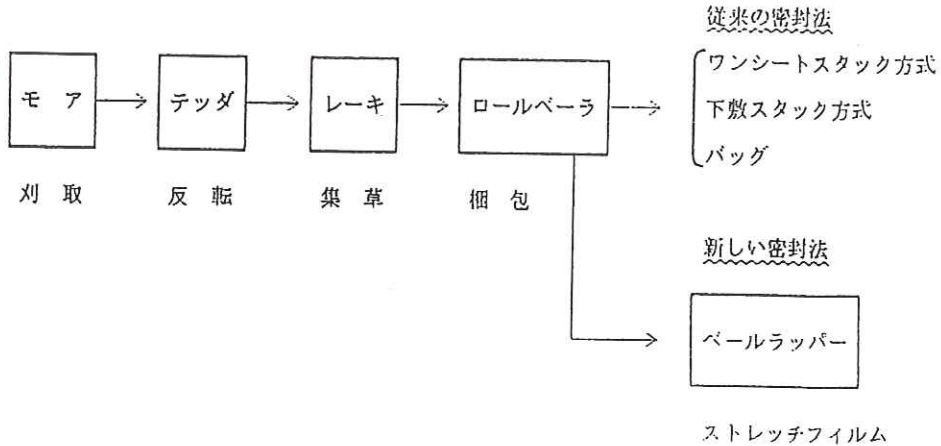 従来の密封法
ワンシートスタック方式
下敷スタック方式
バッグ
モア
テッダ
レーキ
ロールベーラ
刈取
反転
集草
梱包
新しい密封法
ベールラッパー
ストレッチフィルム